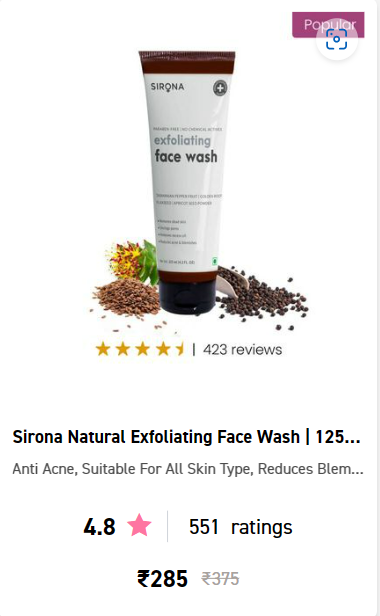 Popular
SIRONA
exfoliating
face wash
| 423 reviews
Sirona Natural Exfoliating Face Wash | 125...
Anti Acne, Suitable For All Skin Type, Reduces Blem...
4.8 | 551 ratings
₹285 ₹375